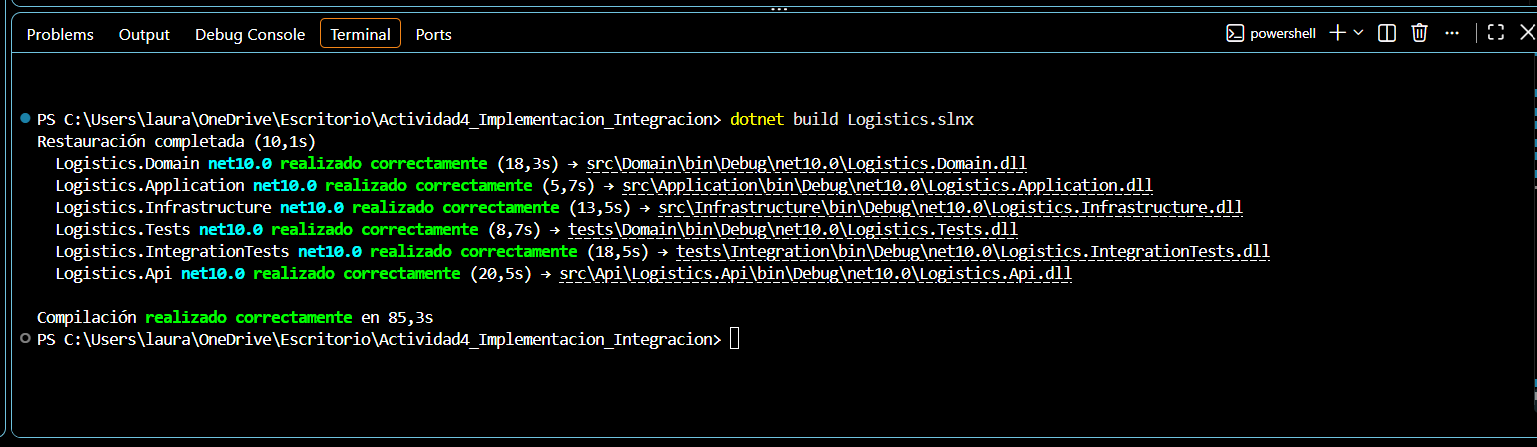 Problems Output Debug Console Terminal Ports powershell
PS C:\Users\laura\OneDrive\Escritorio\Actividad4_Implementacion_Integracion> dotnet build Logistics.slnx
Restauración completada (10,1s)
Logistics.Domain net10.0 realizado correctamente (18,3s) → src\Domain\bin\Debug\net10.0\Logistics.Domain.dll
Logistics.Application net10.0 realizado correctamente (5,7s) → src\Application\bin\Debug\net10.0\Logistics.Application.dll
Logistics.Infrastructure net10.0 realizado correctamente (13,5s) → src\Infrastructure\bin\Debug\net10.0\Logistics.Infrastructure.dll
Logistics.Tests net10.0 realizado correctamente (8,7s) → tests\Domain\bin\Debug\net10.0\Logistics.Tests.dll
Logistics.IntegrationTests net10.0 realizado correctamente (18,5s) → tests\Integration\bin\Debug\net10.0\Logistics.IntegrationTests.dll
Logistics.Api net10.0 realizado correctamente (20,5s) → src\Api\Logistics.Api\bin\Debug\net10.0\Logistics.Api.dll
Compilación realizado correctamente en 85,3s
PS C:\Users\laura\OneDrive\Escritorio\Actividad4_Implementacion_Integracion>